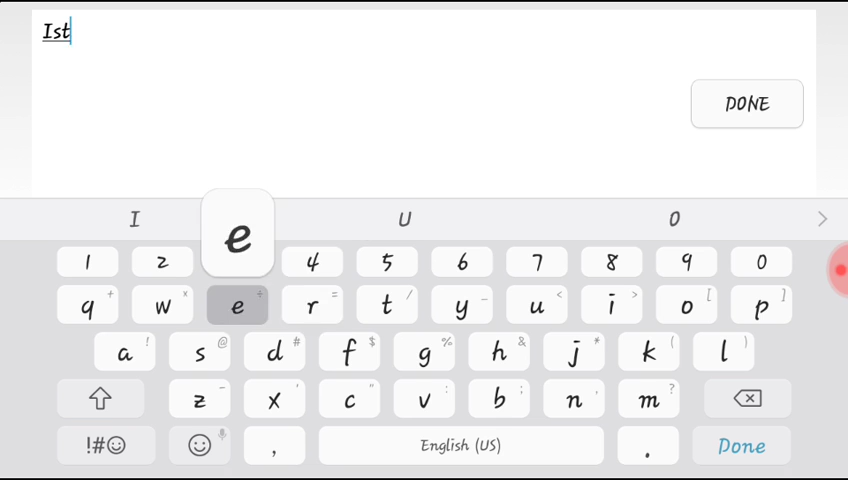 Ist
DONE
I U O
e
1 2 4 5 6 7 8 9 0
q + w × e ÷ r = t / y _ u < i > o [ p ]
a ! s @ d # f $ g % h & j * k ( l )
z - x ' c " v : b ; n , m ?
!#☺ , English (US) . Done